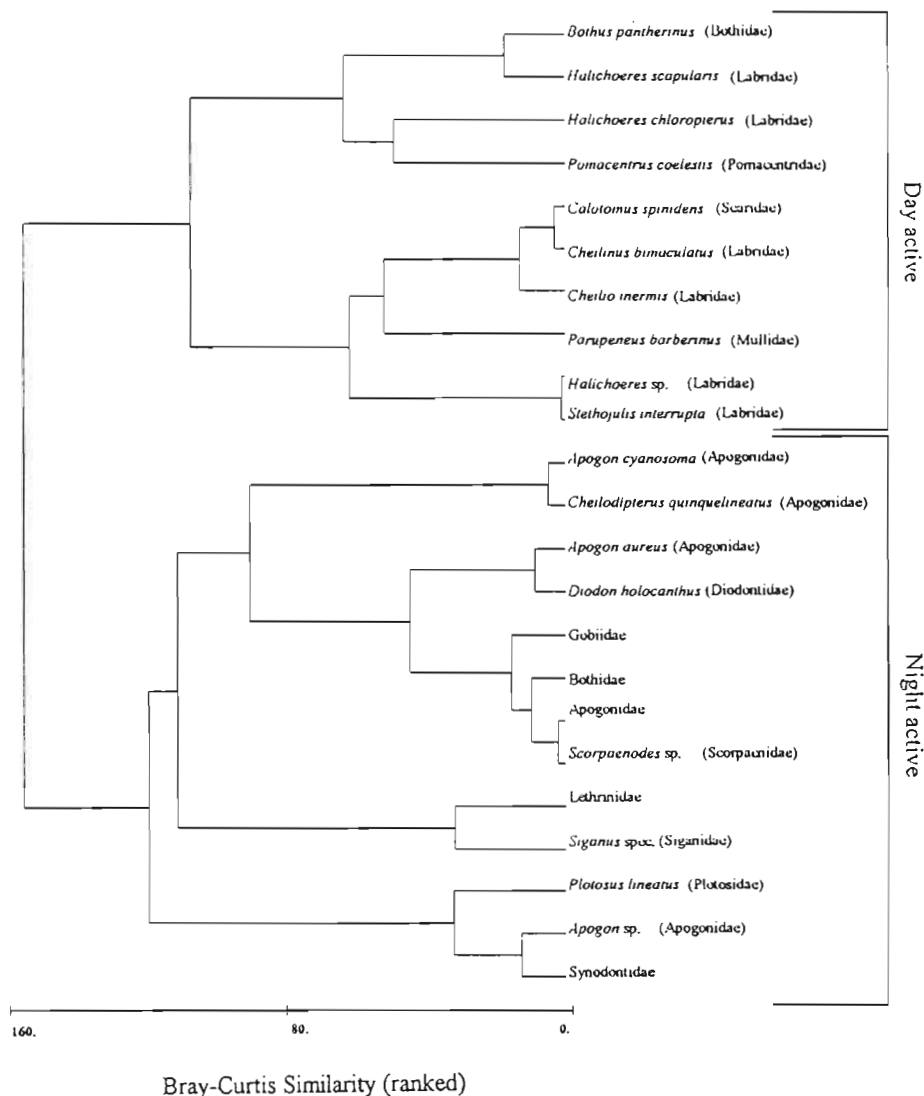 Bothus pantherinus (Bothidae)
Halichoeres scapularis (Labridae)
Halichoeres chloropterus (Labridae)
Pomacentrus coelestis (Pomacentridae)
Calotomus spinidens (Scaridae)
Cheilinus bimaculatus (Labridae)
Cheilio inermis (Labridae)
Parupeneus barberinus (Mullidae)
Halichoeres sp. (Labridae)
Stethojulis interrupta (Labridae)
Day active
Apogon cyanosoma (Apogonidae)
Cheilodipterus quinquelineatus (Apogonidae)
Apogon aureus (Apogonidae)
Diodon holocanthus (Diodontidae)
Gobiidae
Bothidae
Apogonidae
Scorpaenodes sp. (Scorpaenidae)
Lethrinidae
Siganus spec. (Siganidae)
Plotosus lineatus (Plotosidae)
Apogon sp. (Apogonidae)
Synodontidae
Night active
160. 80. 0.
Bray-Curtis Similarity (ranked)